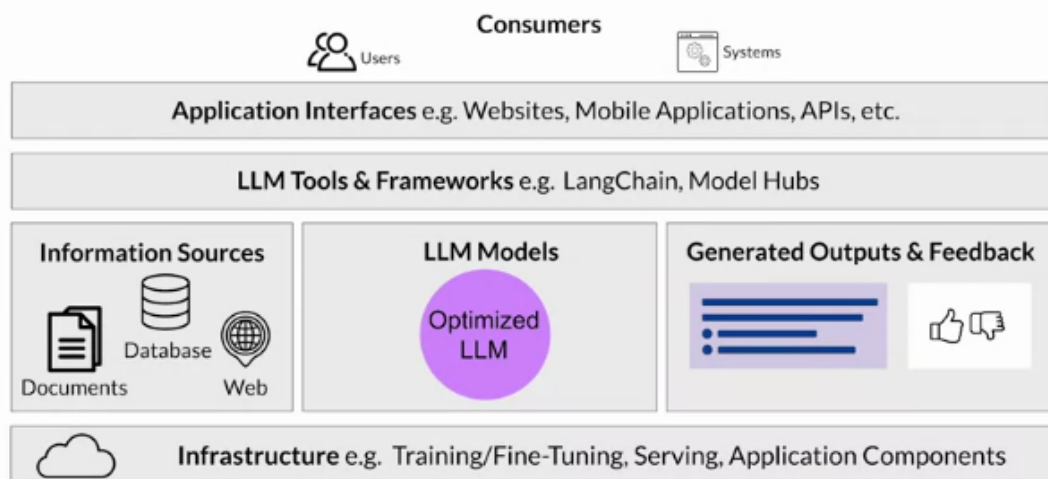 Consumers
Users
Systems
Application Interfaces e.g. Websites, Mobile Applications, APIs, etc.
LLM Tools & Frameworks e.g. LangChain, Model Hubs
Information Sources
Documents
Database
Web
LLM Models
Optimized
LLM
Generated Outputs & Feedback
Infrastructure e.g. Training/Fine-Tuning, Serving, Application Components